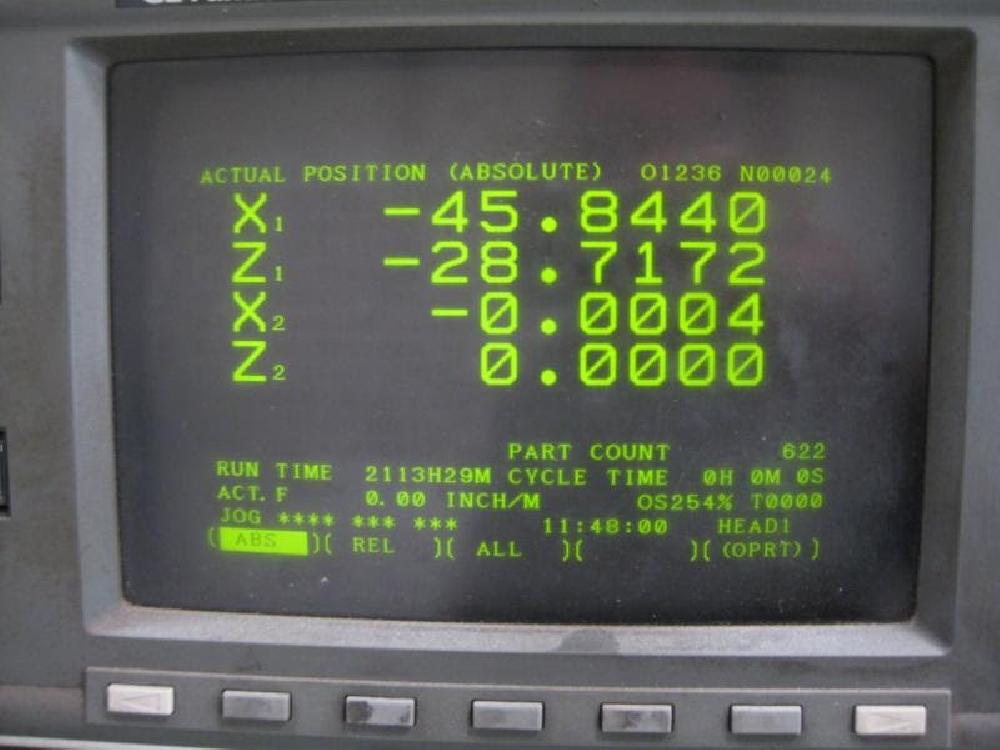 ACTUAL POSITION (ABSOLUTE) O1236 N00024
X1 -45.8440
Z1 -28.7172
X2 -0.0004
Z2 0.0000
PART COUNT 622
RUN TIME 2113H29M CYCLE TIME 0H 0M 0S
ACT.F 0.00 INCH/M OS254% T0000
JOG **** *** *** 11:48:00 HEAD1
( ABS )( REL )( ALL )( )( (OPRT) )